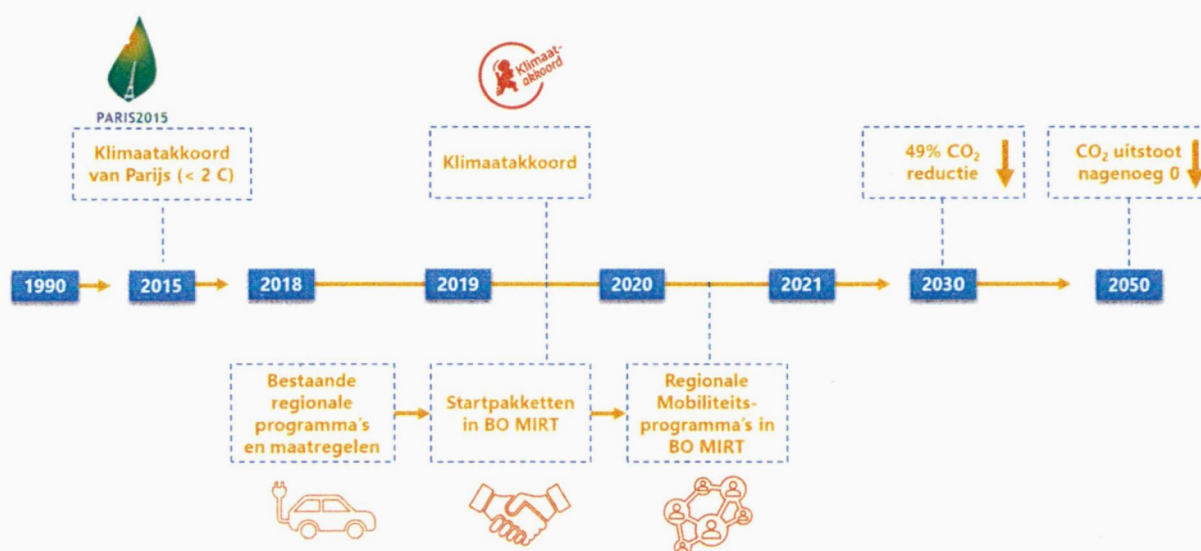 PARIS2015
Klimaat-
akkoord
Klimaatakkoord
van Parijs (< 2 C)
Klimaatakkoord
49% CO₂
reductie
CO₂ uitstoot
nagenoeg 0
1990
2015
2018
2019
2020
2021
2030
2050
Bestaande
regionale
programma's
en maatregelen
Startpakketten
in BO MIRT
Regionale
Mobiliteits-
programma's in
BO MIRT